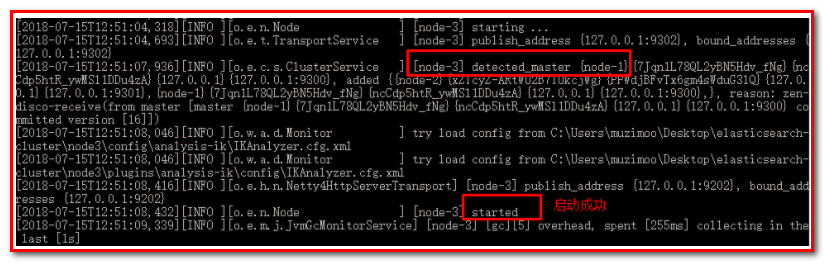 [2018-07-15T12:51:04,318][INFO ][o.e.n.Node               ] [node-3] starting ...
[2018-07-15T12:51:04,693][INFO ][o.e.t.TransportService   ] [node-3] publish_address {127.0.0.1:9302}, bound_addresses {
127.0.0.1:9302}
[2018-07-15T12:51:07,936][INFO ][o.e.c.s.ClusterService   ] [node-3] detected_master {node-1}{7Jqn1L78QL2yBN5Hdv_fNg}{nc
Cdp5htR_ywMS11DDu4zA}{127.0.0.1}{127.0.0.1:9300}, added {{node-2}
0.1}{127.0.0.1:9301},{node-1}{7Jqn1L78QL2yBN5Hdv_fNg}{ncCdp5htR_ywMS11DDu4zA}{127.0.0.1}{127.0.0.1:9300},}, reason: zen-
disco-receive(from master [master {node-1}{7Jqn1L78QL2yBN5Hdv_fNg}{ncCdp5htR_ywMS11DDu4zA}{127.0.0.1}{127.0.0.1:9300} co
mmitted version [16]])
[2018-07-15T12:51:08,046][INFO ][o.w.a.d.Monitor          ] try load config from C:\Users\muzimoo\Desktop\elasticsearch-
cluster\node3\config\analysis-ik\IKAnalyzer.cfg.xml
[2018-07-15T12:51:08,046][INFO ][o.w.a.d.Monitor          ] try load config from C:\Users\muzimoo\Desktop\elasticsearch-
cluster\node3\plugins\analysis-ik\config\IKAnalyzer.cfg.xml
[2018-07-15T12:51:08,416][INFO ][o.e.h.n.Netty4HttpServerTransport] [node-3] publish_address {127.0.0.1:9202}, bound_add
resses {127.0.0.1:9202}
[2018-07-15T12:51:08,432][INFO ][o.e.n.Node               ] [node-3] started 启动成功
[2018-07-15T12:51:09,339][INFO ][o.e.m.j.JvmGcMonitorService] [node-3] [gc][5] overhead, spent [255ms] collecting in the
last [1s]